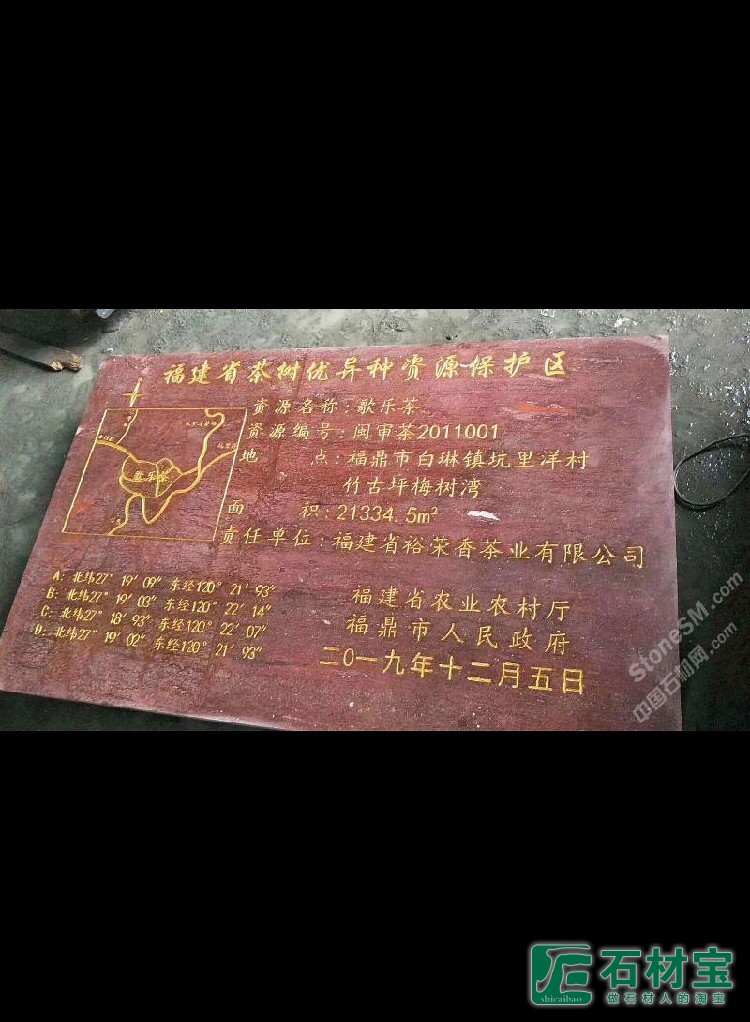 福建省茶树优异种资源保护区
资源名称：歌乐茶
资源编号：闽审茶2011001
地 点：福鼎市白琳镇坑里洋村
竹古坪梅树湾
面 积：21334.5m²
责任单位：福建省裕荣香茶业有限公司
歌乐茶
A：北纬27°19′09″ 东经120°21′93″
B：北纬27°19′03″ 东经120°22′14″
C：北纬27°18′93″ 东经120°22′07″
D：北纬27°19′02″ 东经120°21′93″
福建省农业农村厅
福鼎市人民政府
二〇一九年十二月五日
StoneSM.com
中国石材网.com
石材宝
shicaibao
做石材人的淘宝